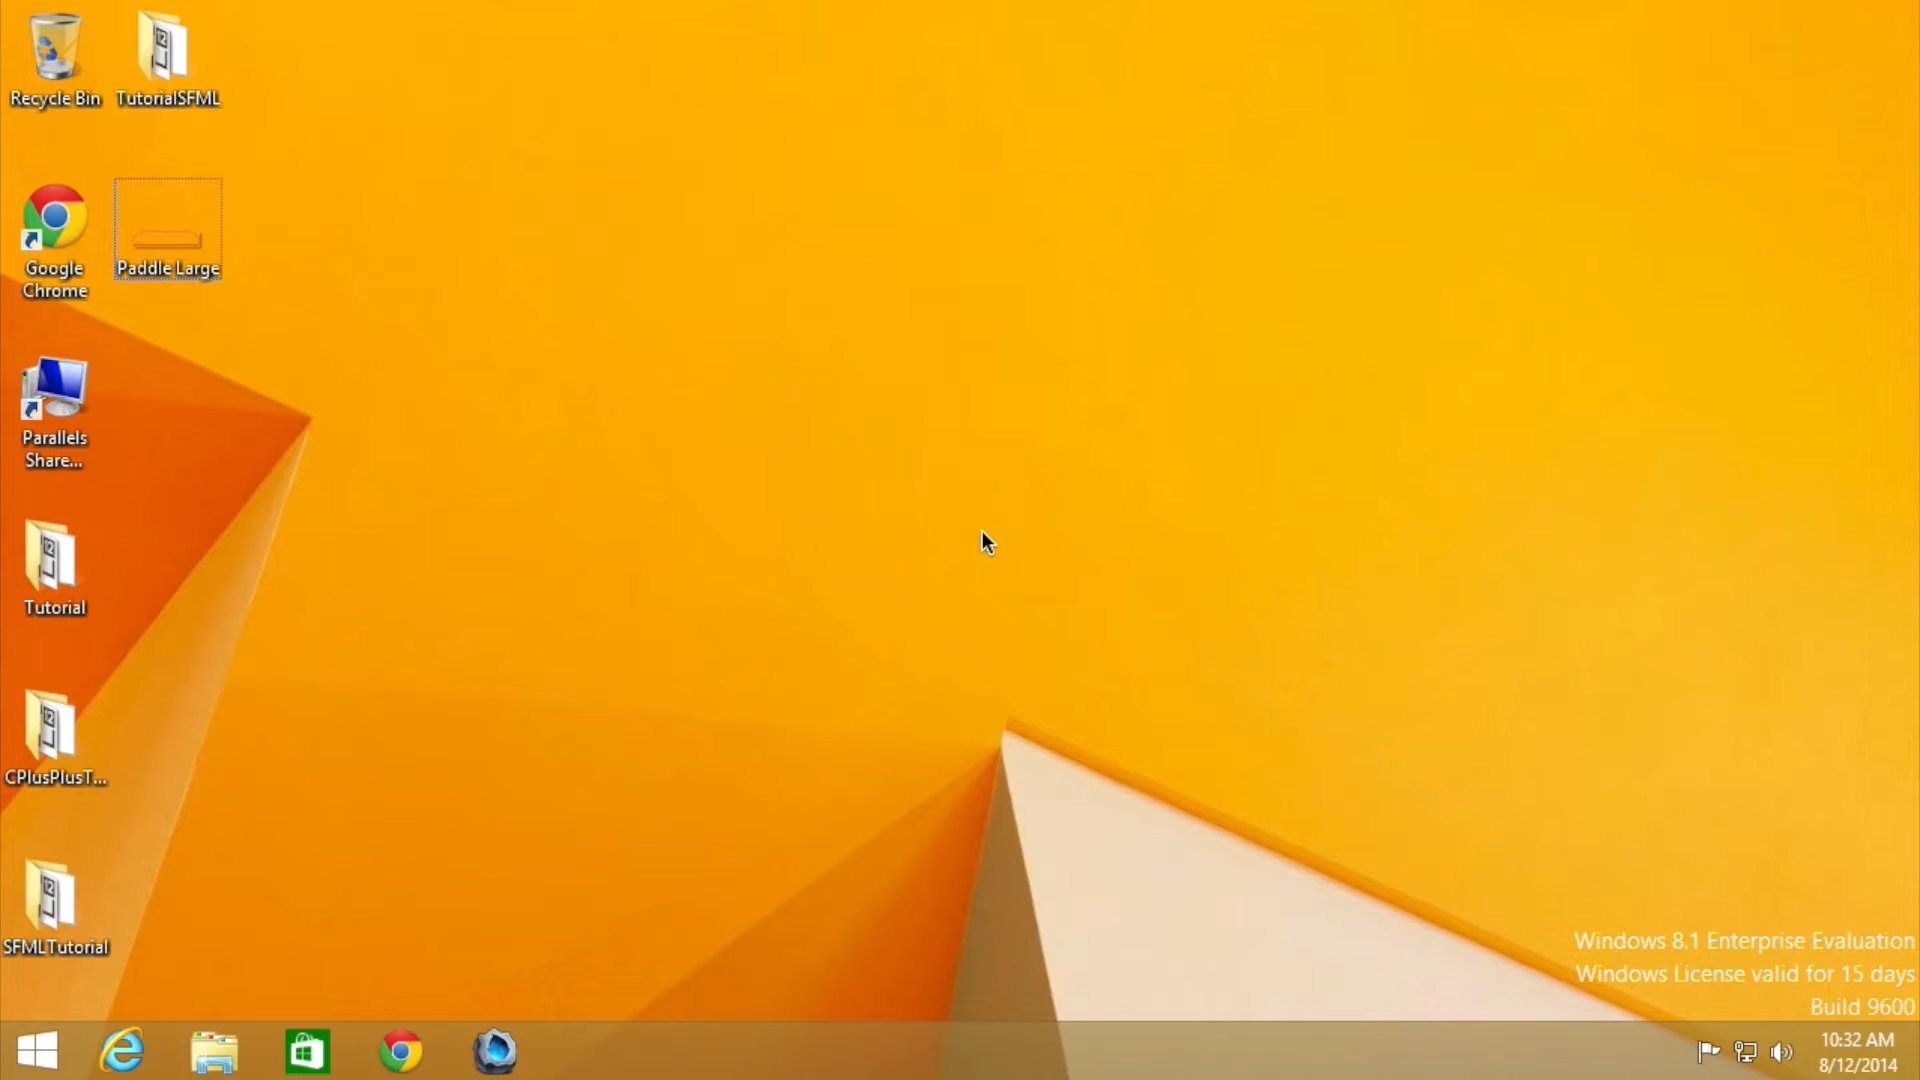 Recycle Bin
TutorialSFML
Google
Chrome
Paddle Large
Parallels
Share...
Tutorial
CPlusPlusT...
SFMLTutorial
Windows 8.1 Enterprise Evaluation
Windows License valid for 15 days
Build 9600
10:32 AM
8/12/2014